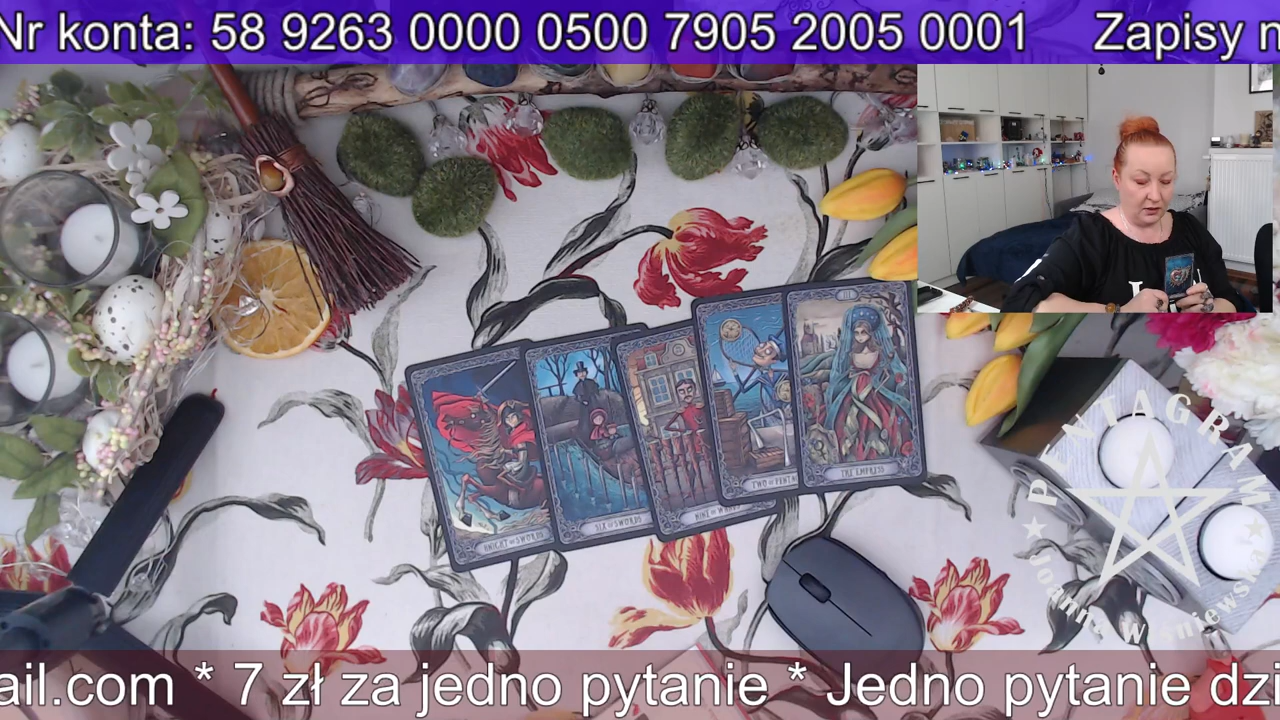 Nr konta: 58 9263 0000 0500 7905 2005 0001 Zapisy n
PENTAGRAM
Joanna Wiśniewska
III
KNIGHT OF SWORDS
SIX OF SWORDS
NINE OF
TWO OF PENT
THE EMPRESS
ail.com * 7 zł za jedno pytanie * Jedno pytanie dzi